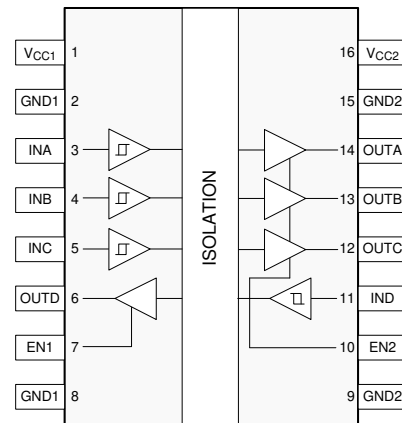 VCC1 1 16 VCC2
GND1 2 15 GND2
INA 3 14 OUTA
INB 4 13 OUTB
INC 5 12 OUTC
OUTD 6 11 IND
EN1 7 10 EN2
GND1 8 9 GND2
ISOLATION